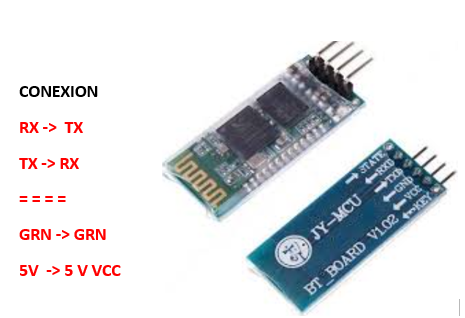 CONEXION
RX -> TX
TX -> RX
= = = =
GRN -> GRN
5V -> 5 V VCC
STATE
RXD
TXD
GND
VCC
KEY
JY-MCU
BT_BOARD V1.02